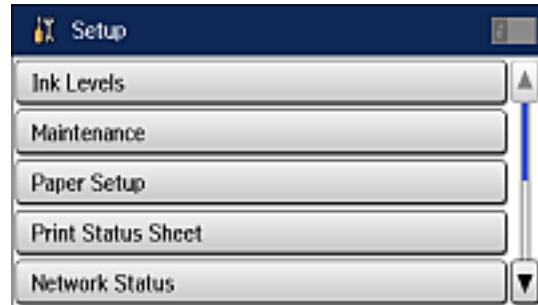 Setup
Ink Levels
Maintenance
Paper Setup
Print Status Sheet
Network Status